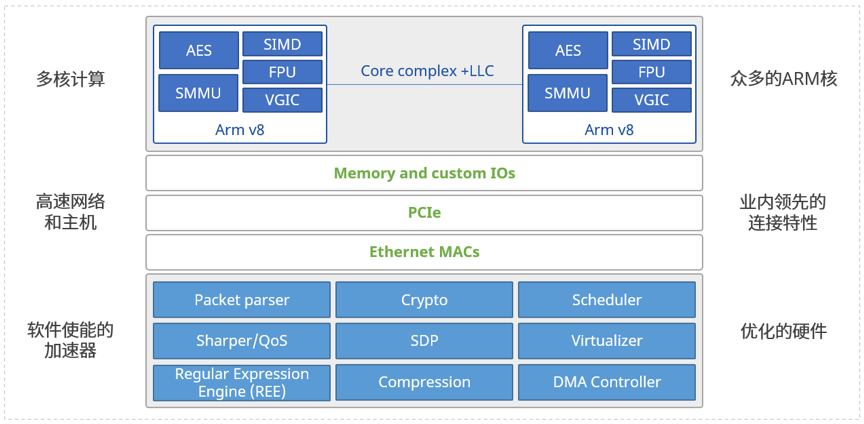 多核计算
AES
SIMD
FPU
SMMU
VGIC
Arm v8
Core complex +LLC
AES
SIMD
FPU
SMMU
VGIC
Arm v8
众多的ARM核
高速网络
和主机
Memory and custom IOs
PCIe
Ethernet MACs
业内领先的
连接特性
软件使能的
加速器
Packet parser
Crypto
Scheduler
Sharper/QoS
SDP
Virtualizer
Regular Expression
Engine (REE)
Compression
DMA Controller
优化的硬件